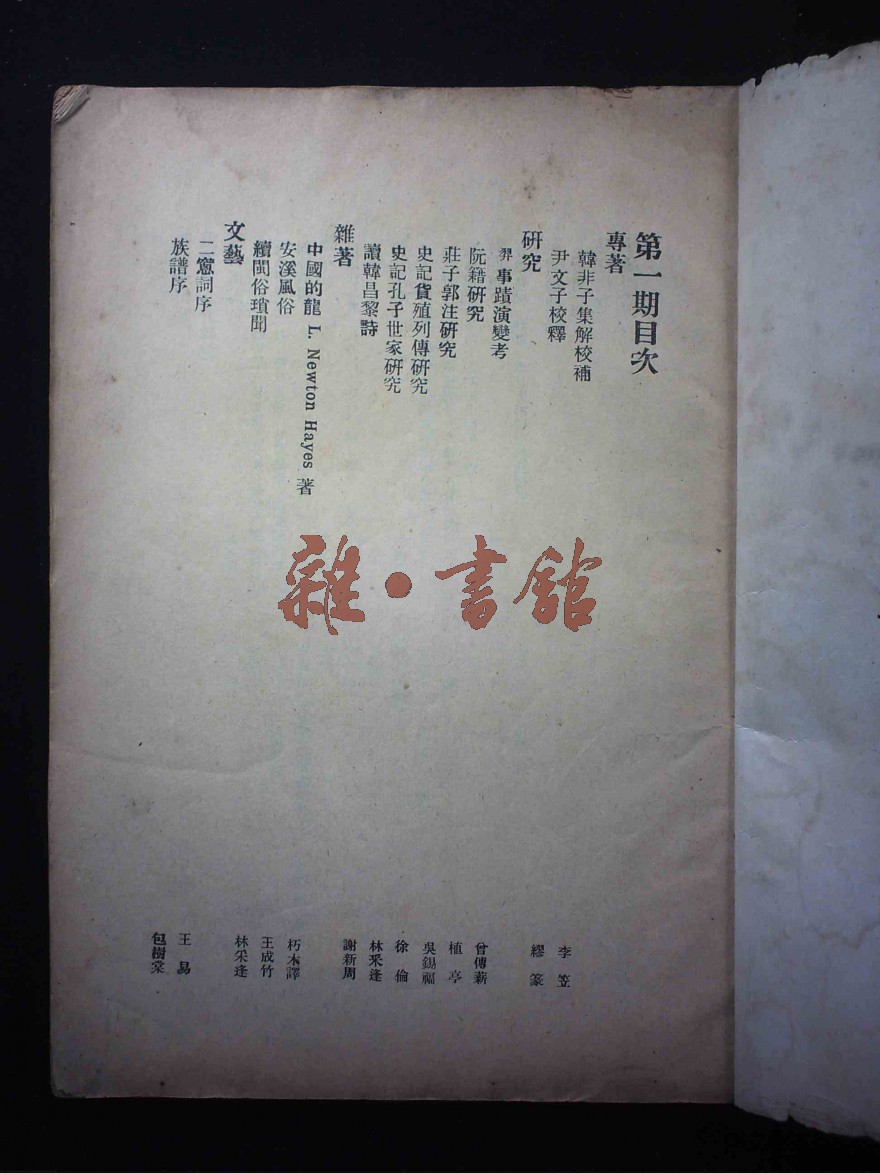 第一期目次
專著
韓非子集解校補 李笠
尹文子校釋 繆篆
研究
羿事蹟演變考 曾傳薪
阮籍研究 植亭
莊子郭注研究 吳錫福
史記貨殖列傳研究 徐倫
史記孔子世家研究 林釆逢
讀韓昌黎詩 謝新周
雜著
中國的龍 L. Newton Hayes 著 朽木譯
安溪風俗 王成竹
續閩俗瑣聞 林采逢
文藝
二窻詞序 王易
族譜序 包樹棠
雜·書館